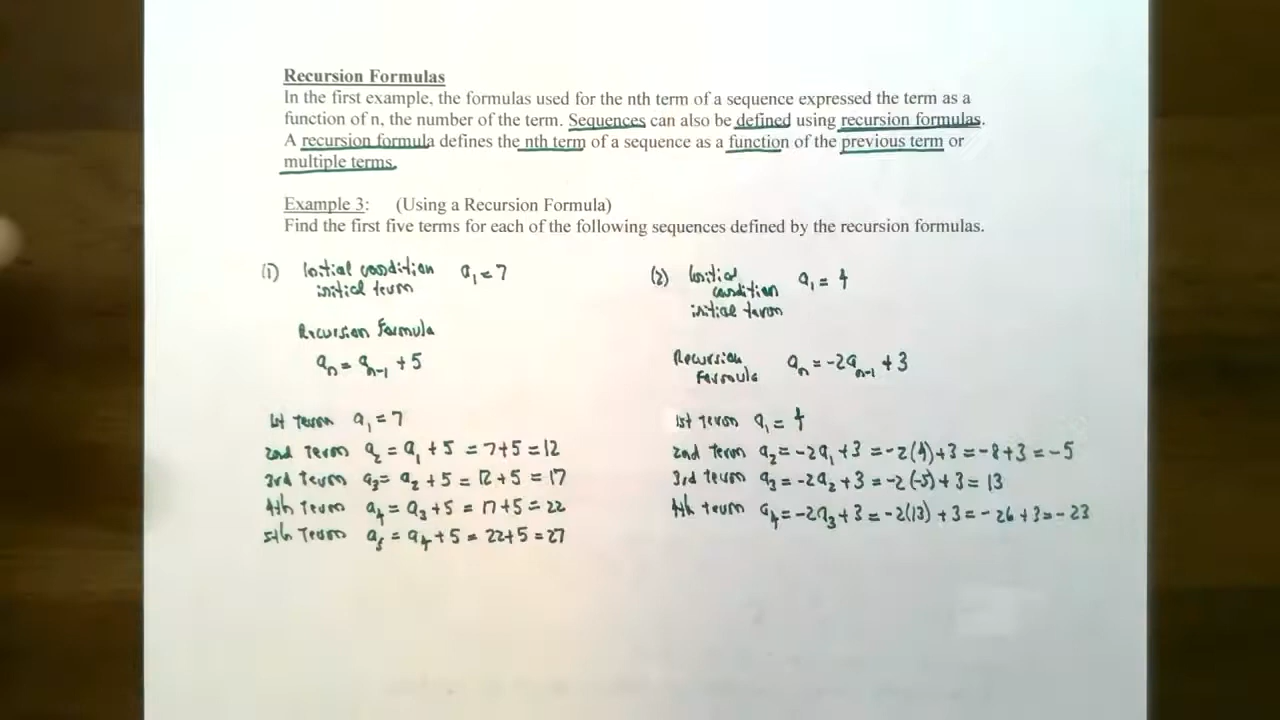 Recursion Formulas
In the first example, the formulas used for the nth term of a sequence expressed the term as a
function of n, the number of the term. Sequences can also be defined using recursion formulas.
A recursion formula defines the nth term of a sequence as a function of the previous term or
multiple terms.
Example 3: (Using a Recursion Formula)
Find the first five terms for each of the following sequences defined by the recursion formulas.
(1) Initial condition a₁ = 7
initial term
Recursion Formula
aₙ = aₙ₋₁ + 5
1st term a₁ = 7
2nd Term a₂ = a₁ + 5 = 7+5 = 12
3rd Term a₃ = a₂ + 5 = 12 + 5 = 17
4th Term a₄ = a₃ + 5 = 17+5 = 22
5th Term a₅ = a₄ + 5 = 22+5 = 27
(2) Initial
condition a₁ = 4
initial term
Recursion
Formula aₙ = -2aₙ₋₁ + 3
1st term a₁ = 4
2nd term a₂ = -2a₁ + 3 = -2(4) + 3 = -8 + 3 = -5
3rd term a₃ = -2a₂ + 3 = -2(-5) + 3 = 13
4th term a₄ = -2a₃ + 3 = -2(13) + 3 = -26 + 3 = -23